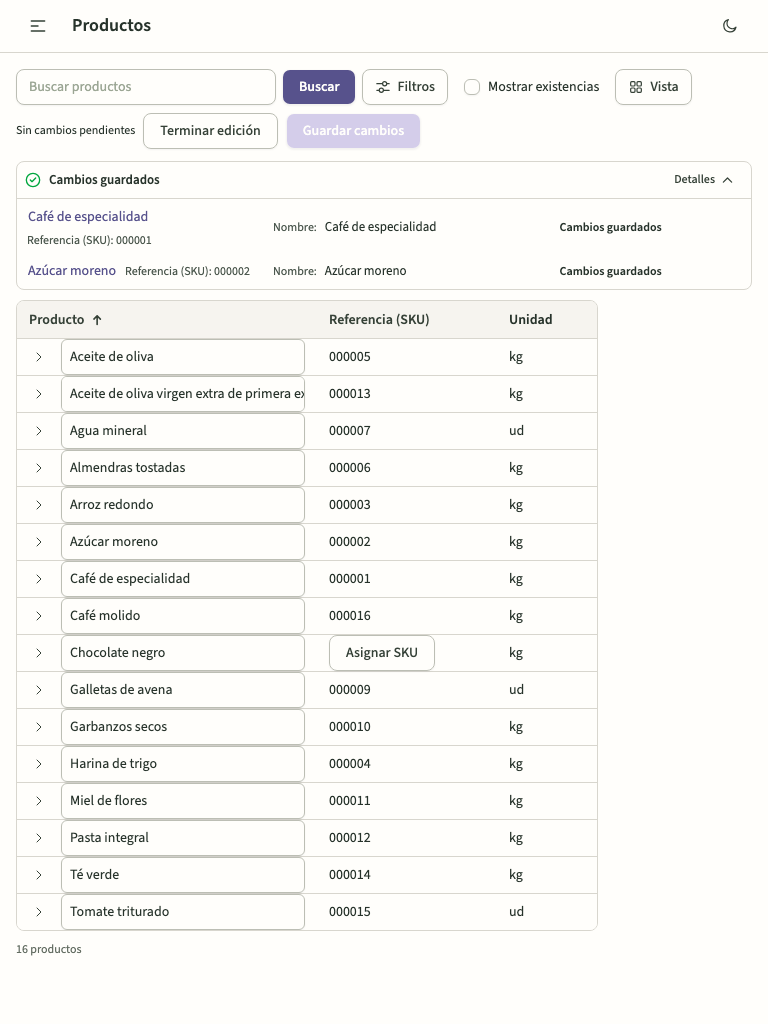 Productos
Buscar productos Buscar Filtros Mostrar existencias Vista
Sin cambios pendientes Terminar edición Guardar cambios
Cambios guardados Detalles
Café de especialidad
Referencia (SKU): 000001 Nombre: Café de especialidad Cambios guardados
Azúcar moreno Referencia (SKU): 000002 Nombre: Azúcar moreno Cambios guardados
Producto Referencia (SKU) Unidad
Aceite de oliva 000005 kg
Aceite de oliva virgen extra de primera ex 000013 kg
Agua mineral 000007 ud
Almendras tostadas 000006 kg
Arroz redondo 000003 kg
Azúcar moreno 000002 kg
Café de especialidad 000001 kg
Café molido 000016 kg
Chocolate negro Asignar SKU kg
Galletas de avena 000009 ud
Garbanzos secos 000010 kg
Harina de trigo 000004 kg
Miel de flores 000011 kg
Pasta integral 000012 kg
Té verde 000014 kg
Tomate triturado 000015 ud
16 productos